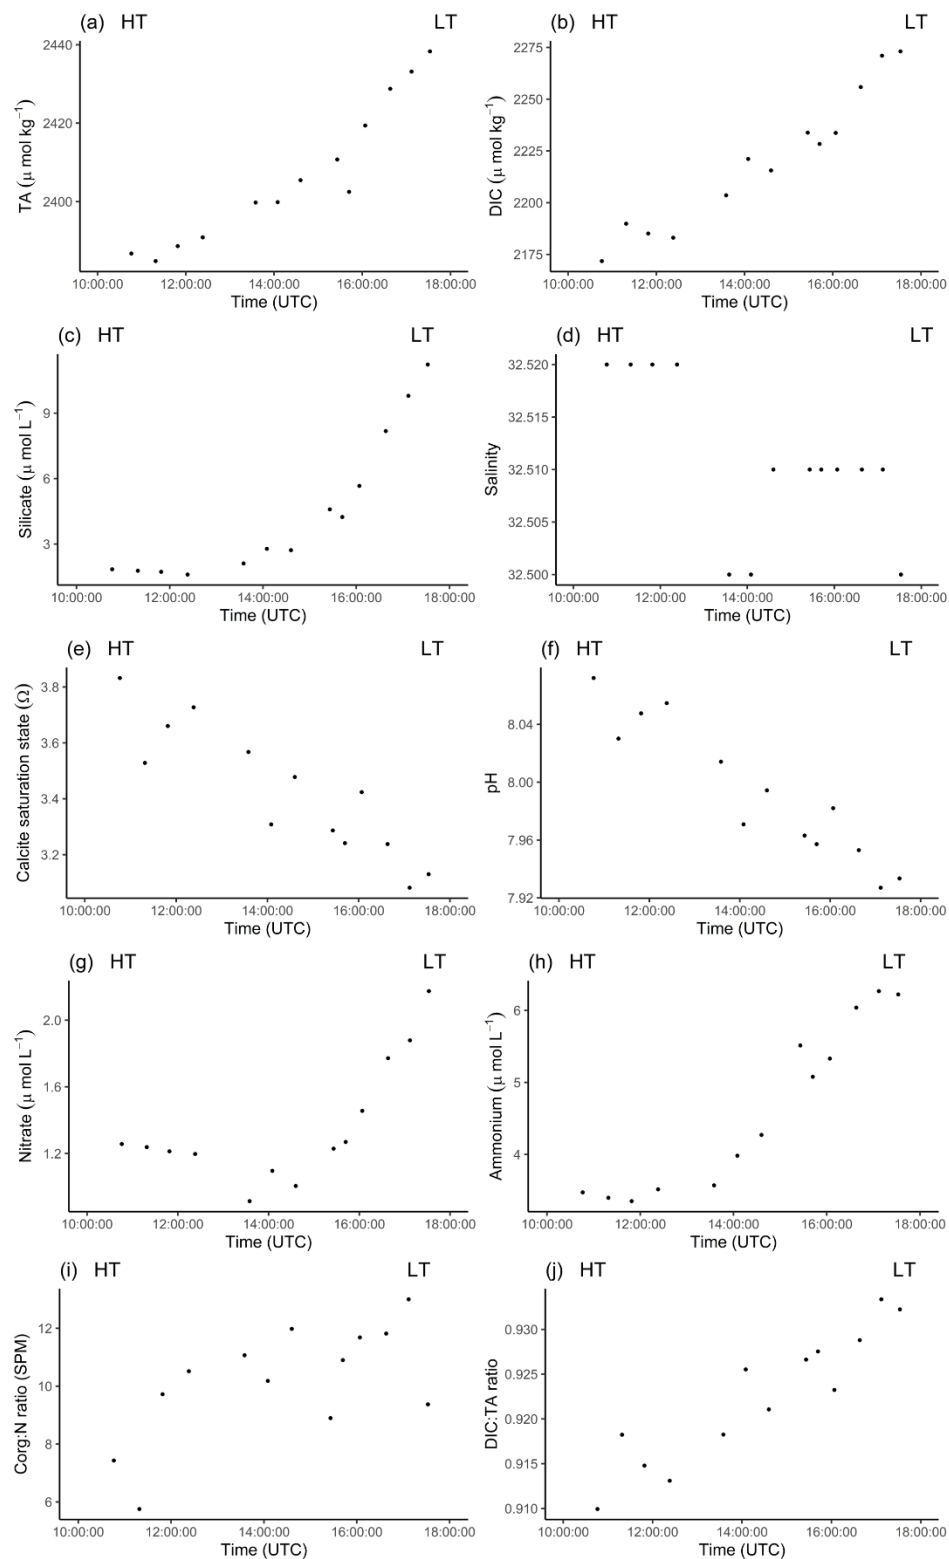 (a) HT LT
2440
2420
2400
TA (μ mol kg⁻¹)
10:00:00 12:00:00 14:00:00 16:00:00 18:00:00
Time (UTC)
(b) HT LT
2275
2250
2225
2200
2175
DIC (μ mol kg⁻¹)
10:00:00 12:00:00 14:00:00 16:00:00 18:00:00
Time (UTC)
(c) HT LT
9
6
3
Silicate (μ mol L⁻¹)
10:00:00 12:00:00 14:00:00 16:00:00 18:00:00
Time (UTC)
(d) HT LT
32.520
32.515
32.510
32.505
32.500
Salinity
10:00:00 12:00:00 14:00:00 16:00:00 18:00:00
Time (UTC)
(e) HT LT
3.8
3.6
3.4
3.2
Calcite saturation state (Ω)
10:00:00 12:00:00 14:00:00 16:00:00 18:00:00
Time (UTC)
(f) HT LT
8.04
8.00
7.96
7.92
pH
10:00:00 12:00:00 14:00:00 16:00:00 18:00:00
Time (UTC)
(g) HT LT
2.0
1.6
1.2
Nitrate (μ mol L⁻¹)
10:00:00 12:00:00 14:00:00 16:00:00 18:00:00
Time (UTC)
(h) HT LT
6
5
4
Ammonium (μ mol L⁻¹)
10:00:00 12:00:00 14:00:00 16:00:00 18:00:00
Time (UTC)
(i) HT LT
12
10
8
6
Corg:N ratio (SPM)
10:00:00 12:00:00 14:00:00 16:00:00 18:00:00
Time (UTC)
(j) HT LT
0.930
0.925
0.920
0.915
0.910
DIC:TA ratio
10:00:00 12:00:00 14:00:00 16:00:00 18:00:00
Time (UTC)